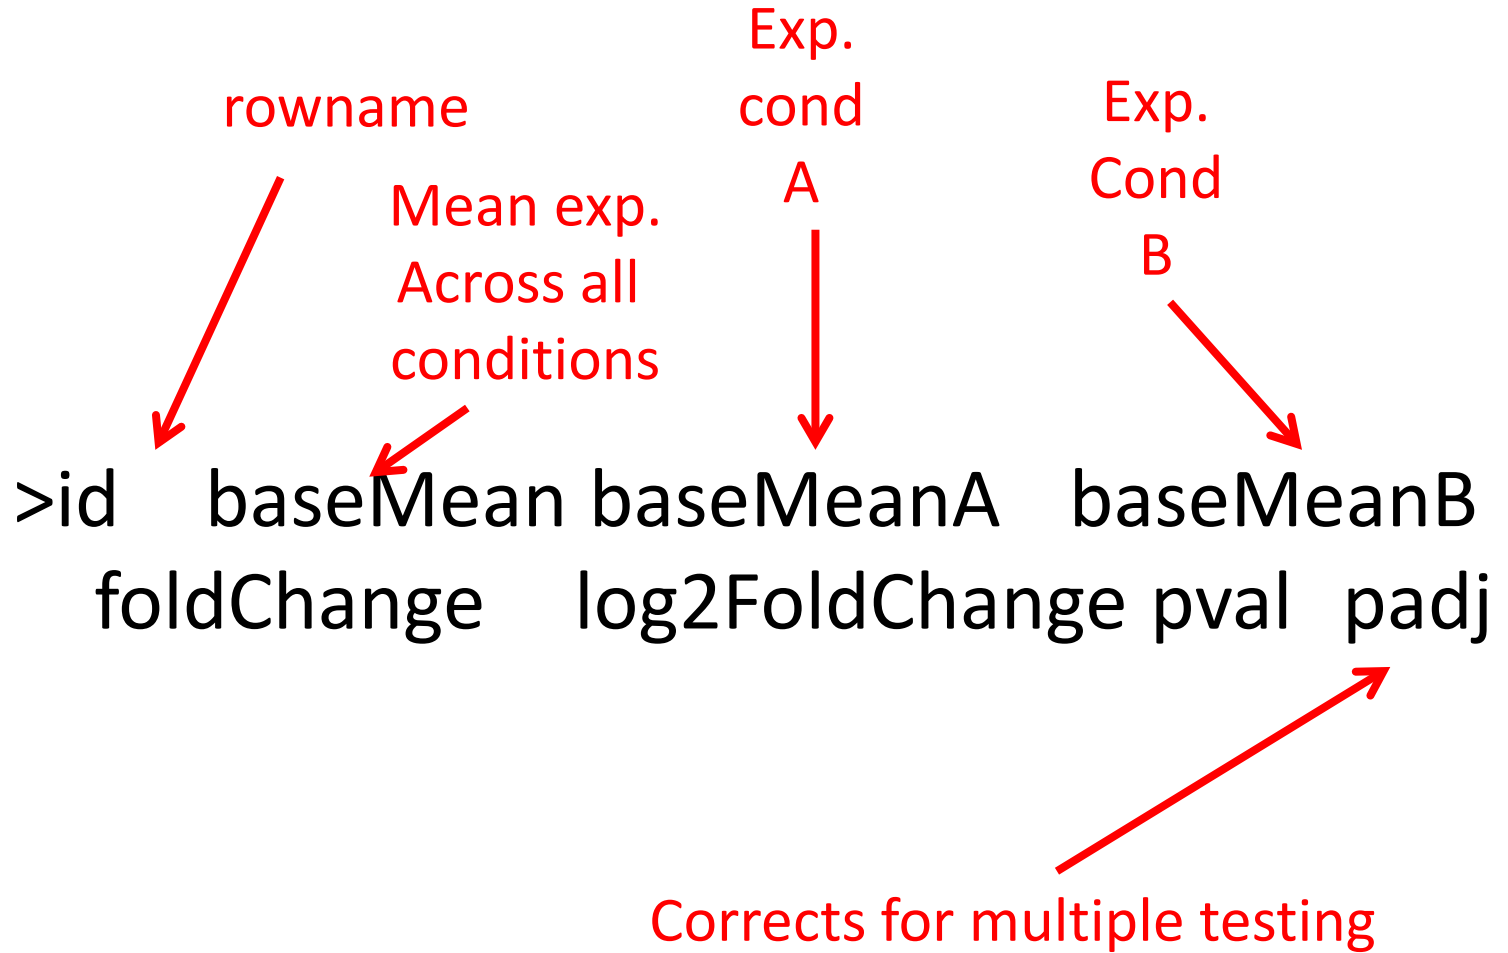 rowname
Mean exp.
Across all
conditions
Exp.
cond
A
Exp.
Cond
B
>id baseMean baseMeanA baseMeanB
foldChange log2FoldChange pval padj
Corrects for multiple testing